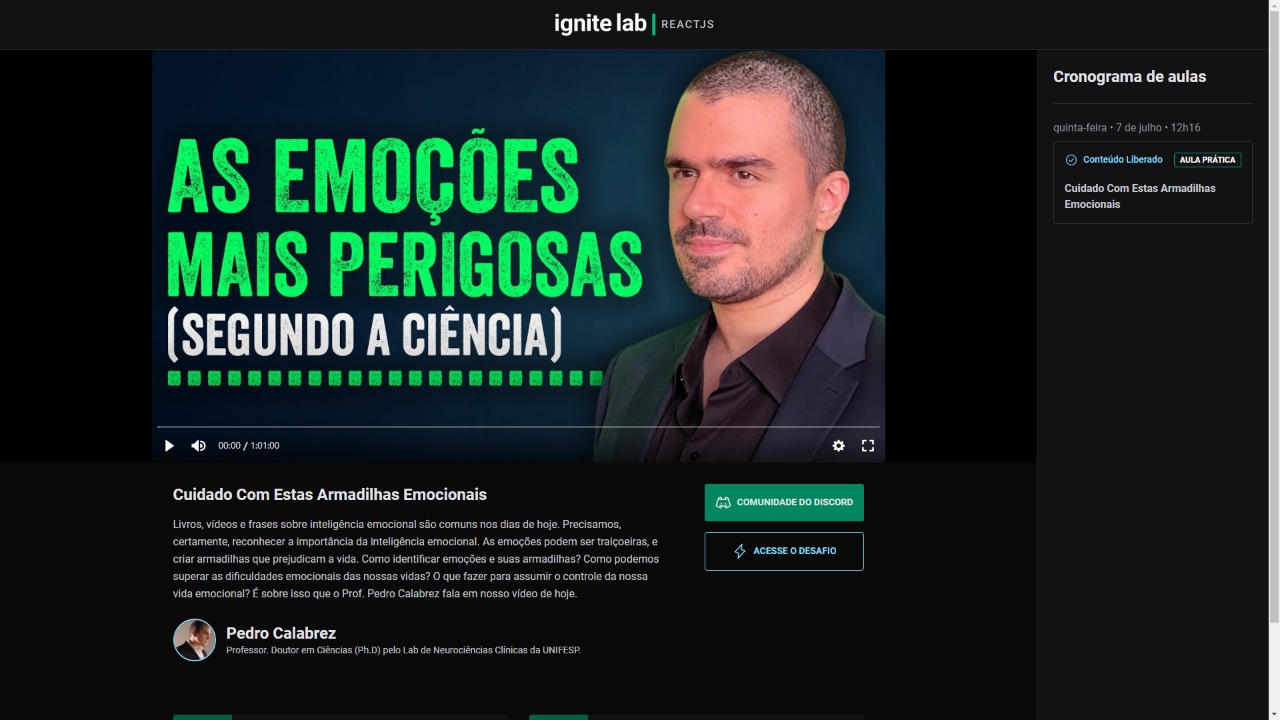 ignite lab | REACTJS
AS EMOÇÕES
MAIS PERIGOSAS
(SEGUNDO A CIÊNCIA)
00:00 / 1:01:00
Cuidado Com Estas Armadilhas Emocionais
Livros, vídeos e frases sobre inteligência emocional são comuns nos dias de hoje. Precisamos,
certamente, reconhecer a importância da inteligência emocional. As emoções podem ser traiçoeiras, e
criar armadilhas que prejudicam a vida. Como identificar emoções e suas armadilhas? Como podemos
superar as dificuldades emocionais das nossas vidas? O que fazer para assumir o controle da nossa
vida emocional? É sobre isso que o Prof. Pedro Calabrez fala em nosso vídeo de hoje.
Pedro Calabrez
Professor. Doutor em Ciências (Ph.D) pelo Lab de Neurociências Clínicas da UNIFESP.
COMUNIDADE DO DISCORD
ACESSE O DESAFIO
Cronograma de aulas
quinta-feira • 7 de julho • 12h16
Conteúdo Liberado AULA PRÁTICA
Cuidado Com Estas Armadilhas
Emocionais